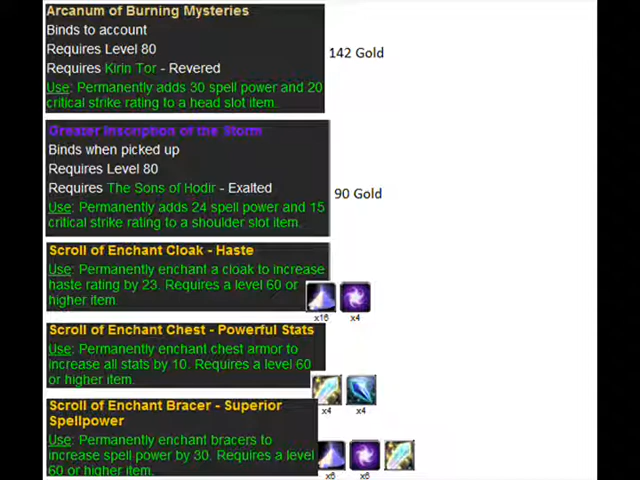 Arcanum of Burning Mysteries
Binds to account
Requires Level 80
Requires Kirin Tor - Revered
Use: Permanently adds 30 spell power and 20
critical strike rating to a head slot item.
142 Gold
Greater Inscription of the Storm
Binds when picked up
Requires Level 80
Requires The Sons of Hodir - Exalted
Use: Permanently adds 24 spell power and 15
critical strike rating to a shoulder slot item.
90 Gold
Scroll of Enchant Cloak - Haste
Use: Permanently enchant a cloak to increase
haste rating by 23. Requires a level 60 or
higher item.
x16 x4
Scroll of Enchant Chest - Powerful Stats
Use: Permanently enchant chest armor to
increase all stats by 10. Requires a level 60
or higher item.
x4 x4
Scroll of Enchant Bracer - Superior
Spellpower
Use: Permanently enchant bracers to
increase spell power by 30. Requires a level
60 or higher item.
x6 x6